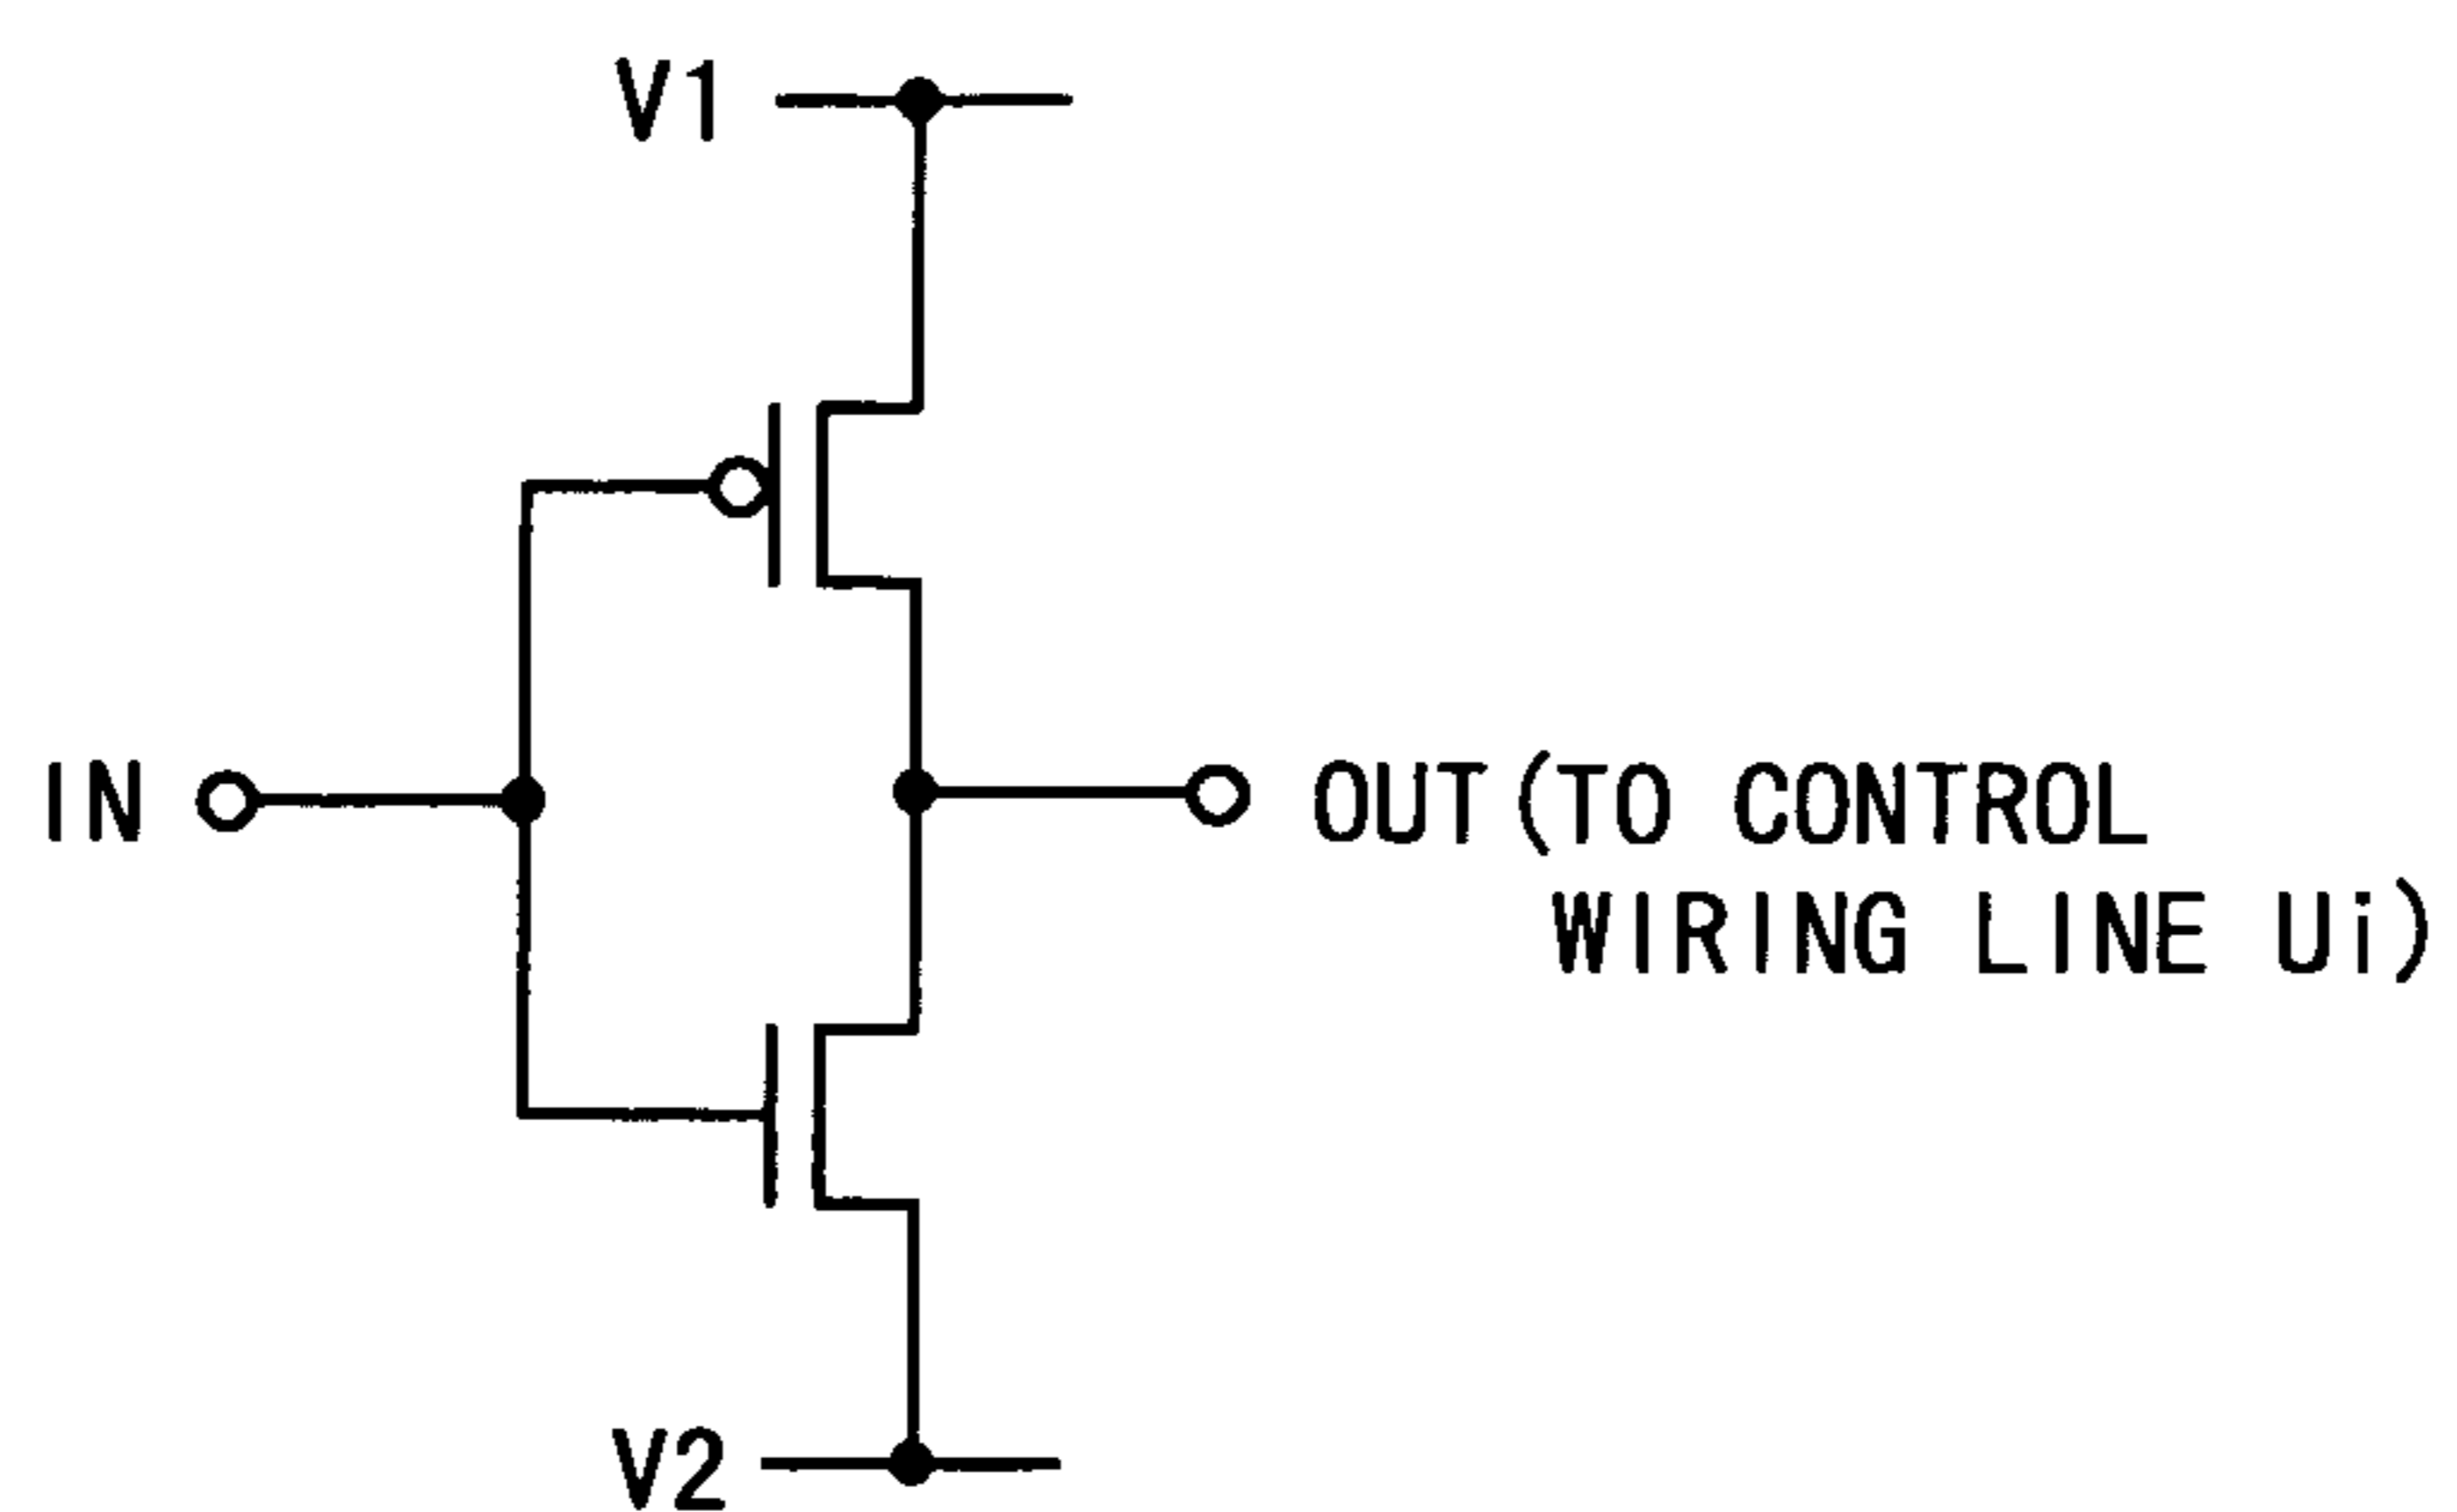 V1
IN
OUT(TO CONTROL
WIRING LINE Ui)
V2